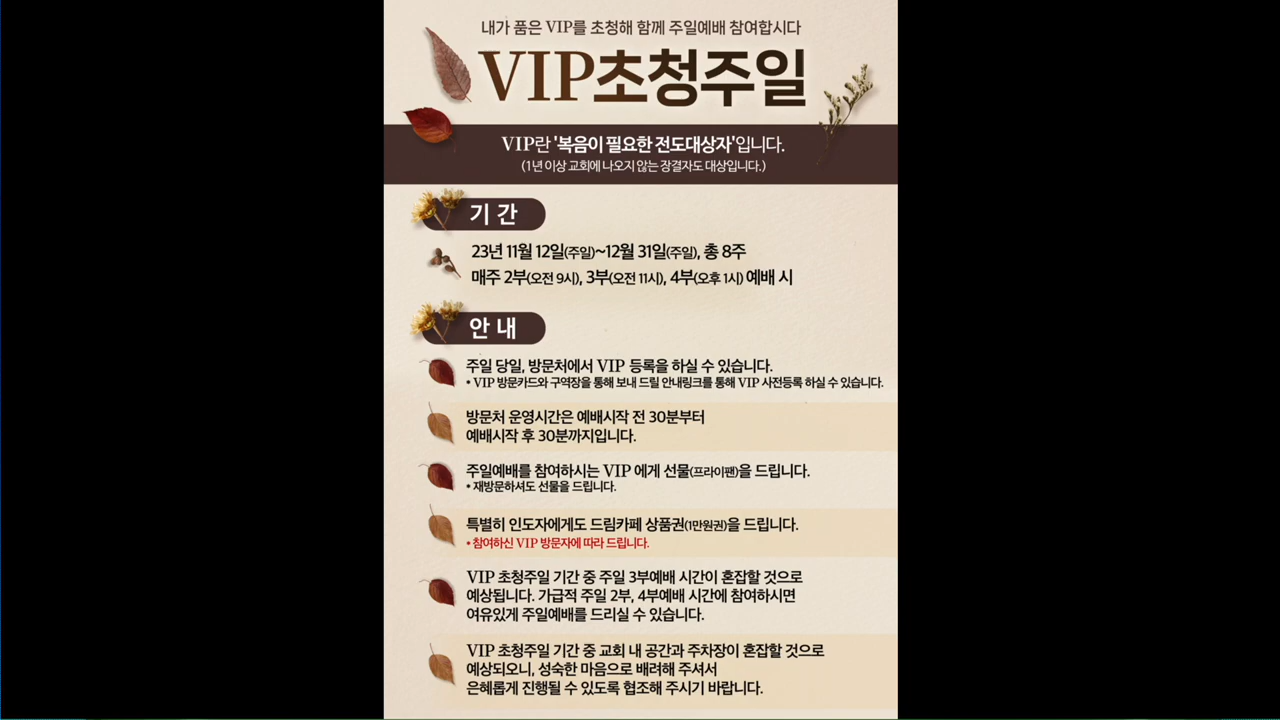 내가 품은 VIP를 초청해 함께 주일예배 참여합시다
VIP초청주일
VIP란 '복음이 필요한 전도대상자'입니다.
(1년 이상 교회에 나오지 않는 장결자도 대상입니다.)
기 간
23년 11월 12일(주일)~12월 31일(주일), 총 8주
매주 2부(오전 9시), 3부(오전 11시), 4부(오후 1시) 예배 시
안 내
주일 당일, 방문처에서 VIP 등록을 하실 수 있습니다.
* VIP 방문카드와 구역장을 통해 보내 드릴 안내링크를 통해 VIP 사전등록 하실 수 있습니다.
방문처 운영시간은 예배시작 전 30분부터
예배시작 후 30분까지입니다.
주일예배를 참여하시는 VIP 에게 선물(프라이팬)을 드립니다.
* 재방문하셔도 선물을 드립니다.
특별히 인도자에게도 드림카페 상품권(1만원권)을 드립니다.
* 참여하신 VIP 방문자에 따라 드립니다.
VIP 초청주일 기간 중 주일 3부예배 시간이 혼잡할 것으로
예상됩니다. 가급적 주일 2부, 4부예배 시간에 참여하시면
여유있게 주일예배를 드리실 수 있습니다.
VIP 초청주일 기간 중 교회 내 공간과 주차장이 혼잡할 것으로
예상되오니, 성숙한 마음으로 배려해 주셔서
은혜롭게 진행될 수 있도록 협조해 주시기 바랍니다.